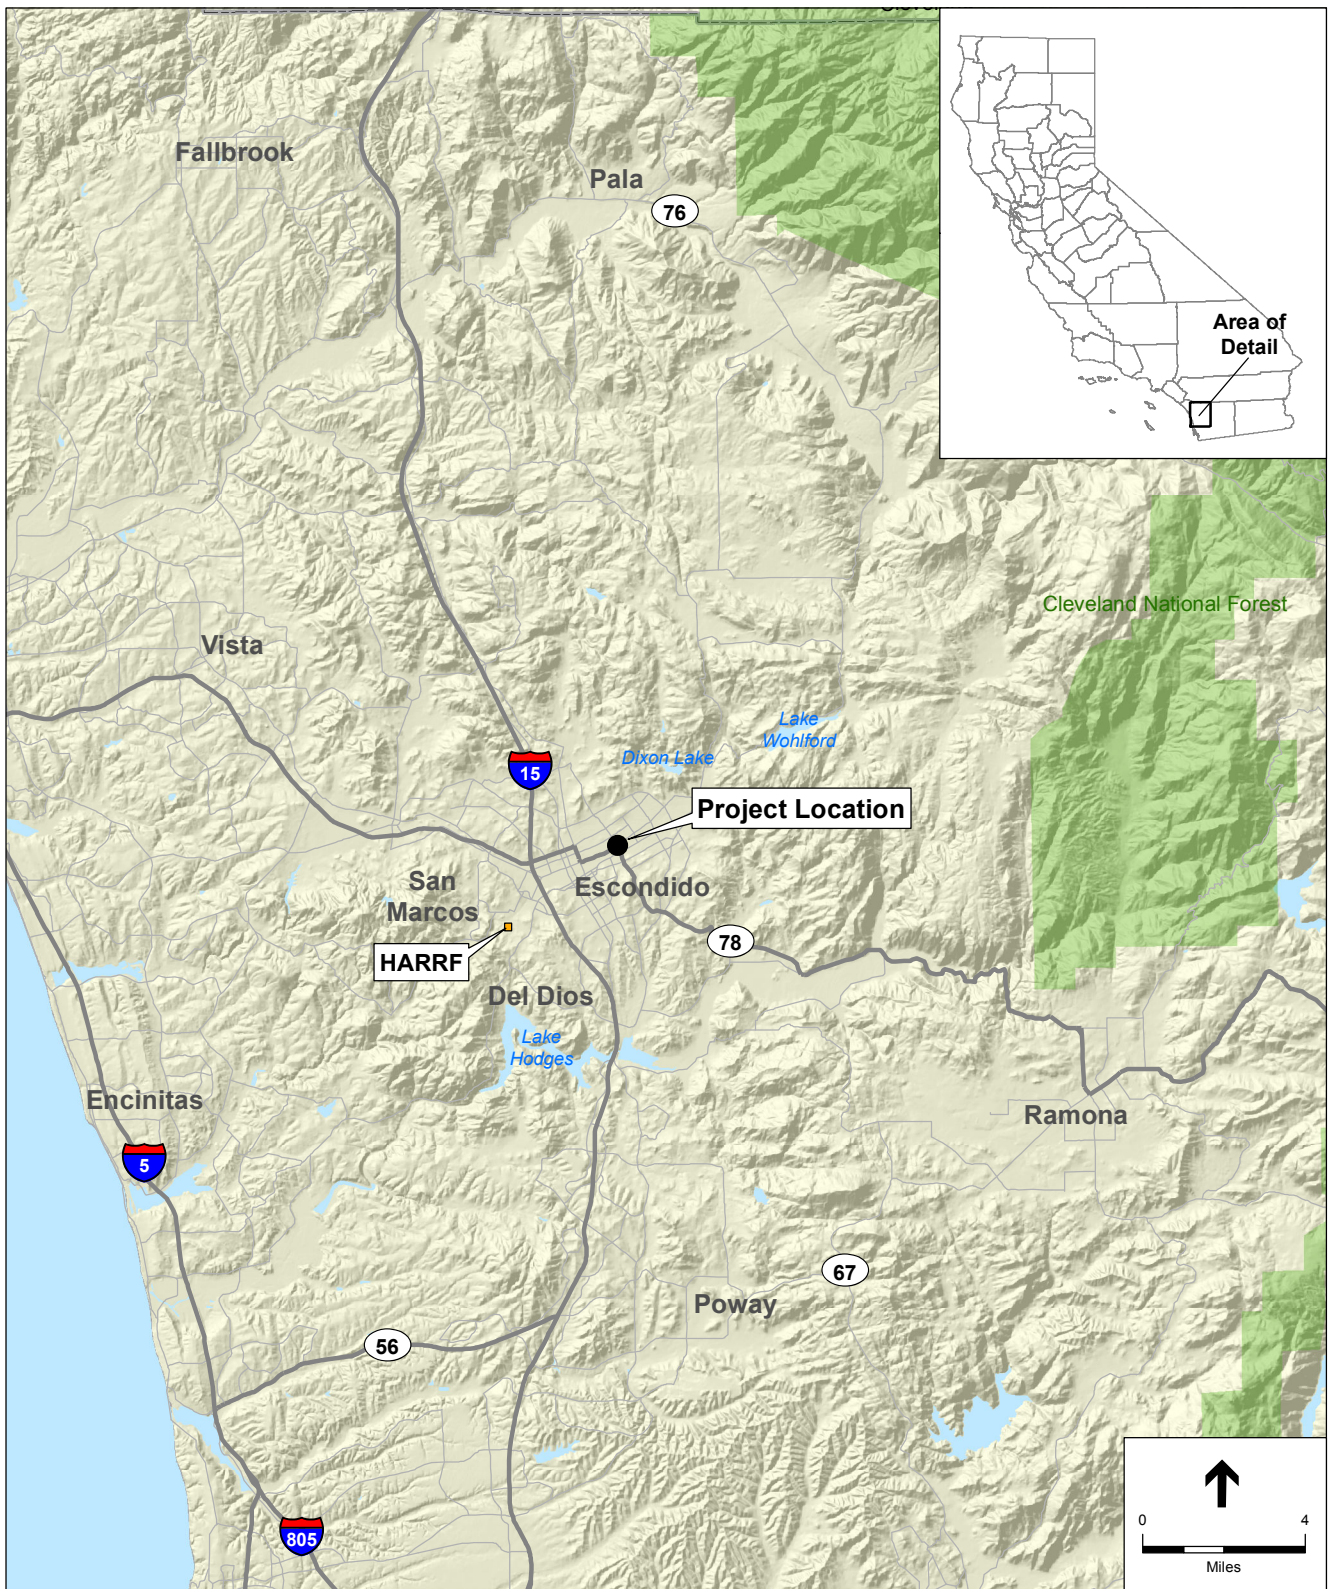 Fallbrook
Pala
76
Area of
Detail
Cleveland National Forest
Vista
Lake
Wohlford
Dixon Lake
15
Project Location
San
Marcos
Escondido
78
HARRF
Del Dios
Lake
Hodges
Encinitas
Ramona
5
67
Poway
56
805
0 4
Miles